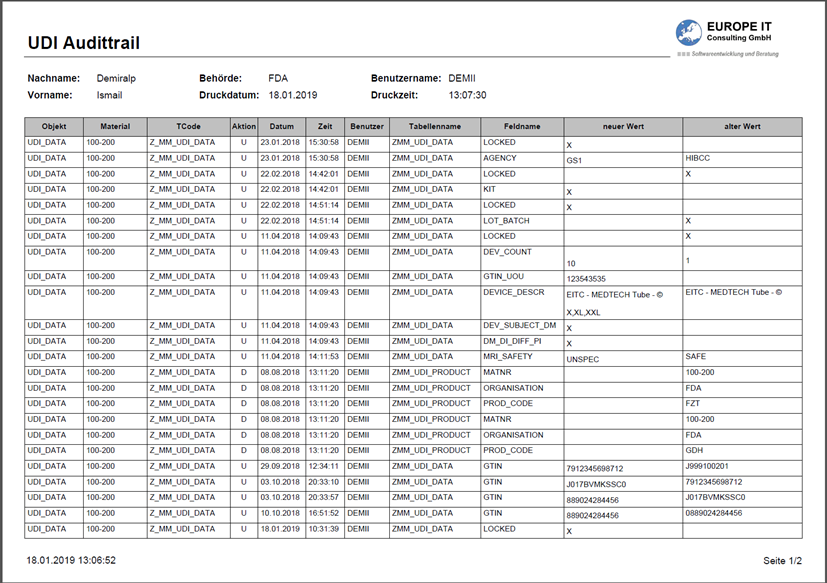 EUROPE IT
Consulting GmbH
Softwareentwicklung und Beratung
UDI Audittrail
Nachname: Demiralp Behörde: FDA Benutzername: DEMII
Vorname: Ismail Druckdatum: 18.01.2019 Druckzeit: 13:07:30
Objekt Material TCode Aktion Datum Zeit Benutzer Tabellenname Feldname neuer Wert alter Wert
UDI_DATA 100-200 Z_MM_UDI_DATA U 23.01.2018 15:30:58 DEMII ZMM_UDI_DATA LOCKED X
UDI_DATA 100-200 Z_MM_UDI_DATA U 23.01.2018 15:30:58 DEMII ZMM_UDI_DATA AGENCY GS1 HIBCC
UDI_DATA 100-200 Z_MM_UDI_DATA U 22.02.2018 14:42:01 DEMII ZMM_UDI_DATA LOCKED X
UDI_DATA 100-200 Z_MM_UDI_DATA U 22.02.2018 14:42:01 DEMII ZMM_UDI_DATA KIT X
UDI_DATA 100-200 Z_MM_UDI_DATA U 22.02.2018 14:51:14 DEMII ZMM_UDI_DATA LOCKED X
UDI_DATA 100-200 Z_MM_UDI_DATA U 22.02.2018 14:51:14 DEMII ZMM_UDI_DATA LOT_BATCH X
UDI_DATA 100-200 Z_MM_UDI_DATA U 11.04.2018 14:09:43 DEMII ZMM_UDI_DATA LOCKED X
UDI_DATA 100-200 Z_MM_UDI_DATA U 11.04.2018 14:09:43 DEMII ZMM_UDI_DATA DEV_COUNT 10 1
UDI_DATA 100-200 Z_MM_UDI_DATA U 11.04.2018 14:09:43 DEMII ZMM_UDI_DATA GTIN_UOU 123543535
UDI_DATA 100-200 Z_MM_UDI_DATA U 11.04.2018 14:09:43 DEMII ZMM_UDI_DATA DEVICE_DESCR EITC - MEDTECH Tube - © EITC - MEDTECH Tube - ©
X,XL,XXL
UDI_DATA 100-200 Z_MM_UDI_DATA U 11.04.2018 14:09:43 DEMII ZMM_UDI_DATA DEV_SUBJECT_DM X
UDI_DATA 100-200 Z_MM_UDI_DATA U 11.04.2018 14:09:43 DEMII ZMM_UDI_DATA DM_DI_DIFF_PI X
UDI_DATA 100-200 Z_MM_UDI_DATA U 11.04.2018 14:11:53 DEMII ZMM_UDI_DATA MRI_SAFETY UNSPEC SAFE
UDI_DATA 100-200 Z_MM_UDI_DATA D 08.08.2018 13:11:20 DEMII ZMM_UDI_PRODUCT MATNR 100-200
UDI_DATA 100-200 Z_MM_UDI_DATA D 08.08.2018 13:11:20 DEMII ZMM_UDI_PRODUCT ORGANISATION FDA
UDI_DATA 100-200 Z_MM_UDI_DATA D 08.08.2018 13:11:20 DEMII ZMM_UDI_PRODUCT PROD_CODE FZT
UDI_DATA 100-200 Z_MM_UDI_DATA D 08.08.2018 13:11:20 DEMII ZMM_UDI_PRODUCT MATNR 100-200
UDI_DATA 100-200 Z_MM_UDI_DATA D 08.08.2018 13:11:20 DEMII ZMM_UDI_PRODUCT ORGANISATION FDA
UDI_DATA 100-200 Z_MM_UDI_DATA D 08.08.2018 13:11:20 DEMII ZMM_UDI_PRODUCT PROD_CODE GDH
UDI_DATA 100-200 Z_MM_UDI_DATA U 29.09.2018 12:34:11 DEMII ZMM_UDI_DATA GTIN 7912345698712 J999100201
UDI_DATA 100-200 Z_MM_UDI_DATA U 03.10.2018 20:33:10 DEMII ZMM_UDI_DATA GTIN J017BVMKSSC0 7912345698712
UDI_DATA 100-200 Z_MM_UDI_DATA U 03.10.2018 20:33:57 DEMII ZMM_UDI_DATA GTIN 889024284456 J017BVMKSSC0
UDI_DATA 100-200 Z_MM_UDI_DATA U 10.10.2018 16:51:52 DEMII ZMM_UDI_DATA GTIN 889024284456 0889024284456
UDI_DATA 100-200 Z_MM_UDI_DATA U 18.01.2019 10:31:39 DEMII ZMM_UDI_DATA LOCKED X
18.01.2019 13:06:52 Seite 1/2